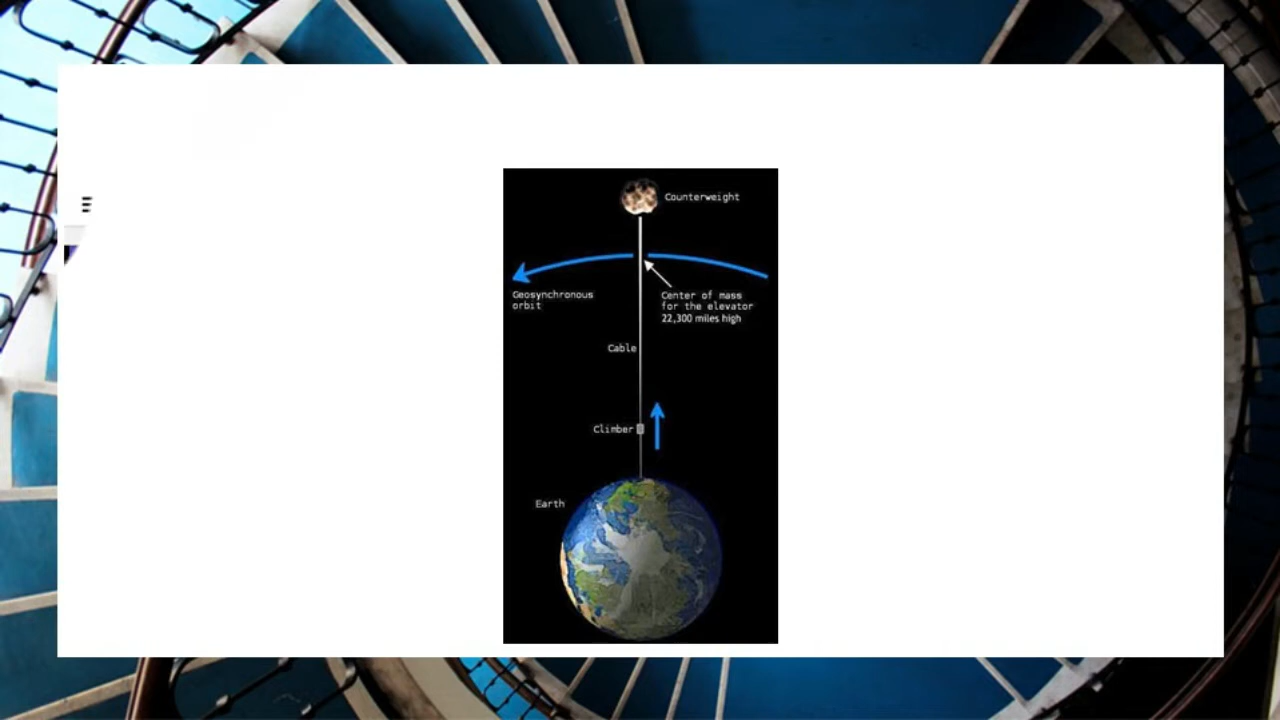 Counterweight
Geosynchronous
orbit
Center of mass
for the elevator
22,300 miles high
Cable
Climber
Earth